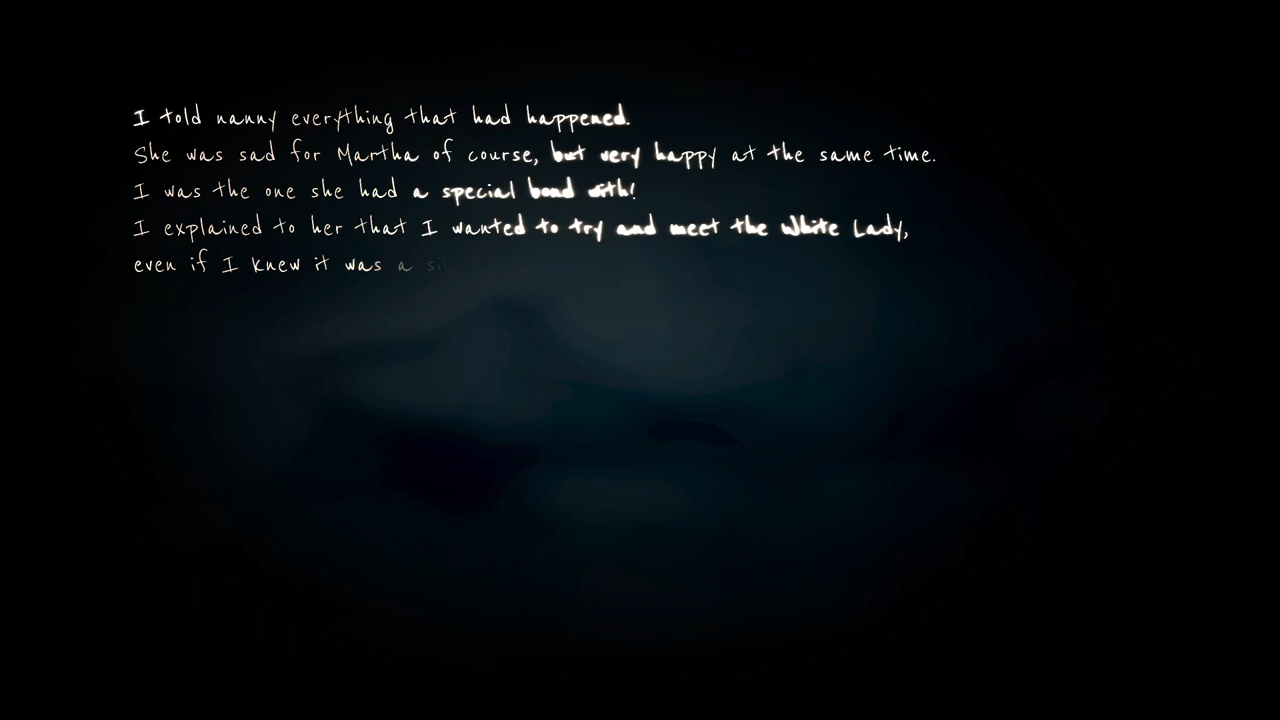 I told nanny everything that had happened.
She was sad for Martha of course, but very happy at the same time.
I was the one she had a special bond with!
I explained to her that I wanted to try and meet the White Lady,
even if I knew it was a